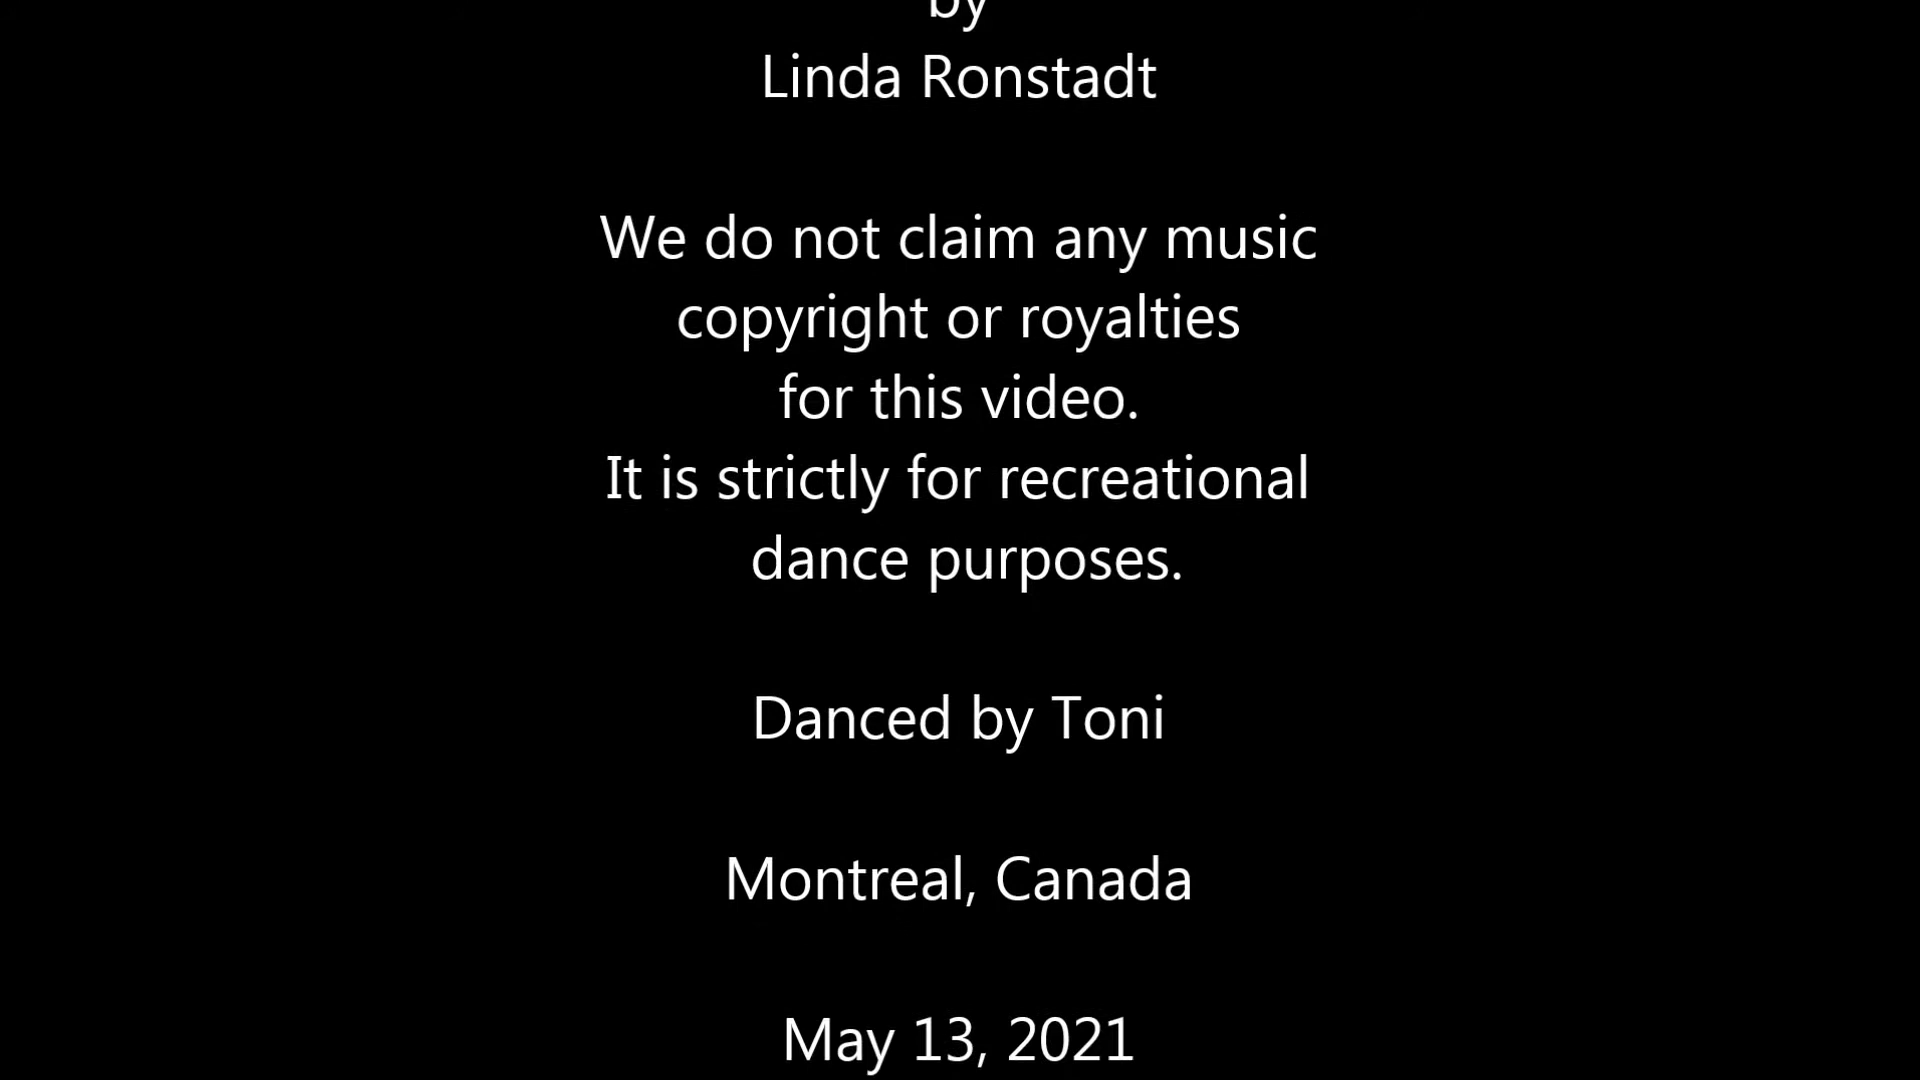 by
Linda Ronstadt
We do not claim any music
copyright or royalties
for this video.
It is strictly for recreational
dance purposes.
Danced by Toni
Montreal, Canada
May 13, 2021